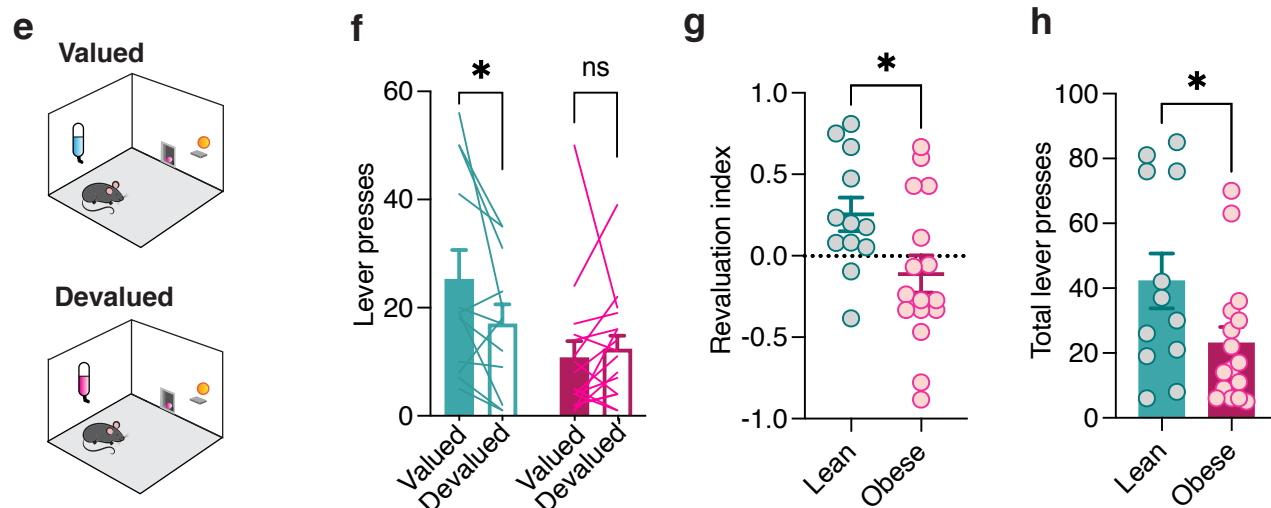 e
Valued
Devalued
f
Lever presses
60
40
20
0
*
ns
Valued
Devalued
Valued
Devalued
g
Revaluation index
1.0
0.5
0.0
-0.5
-1.0
*
Lean
Obese
h
Total lever presses
100
80
60
40
20
0
*
Lean
Obese